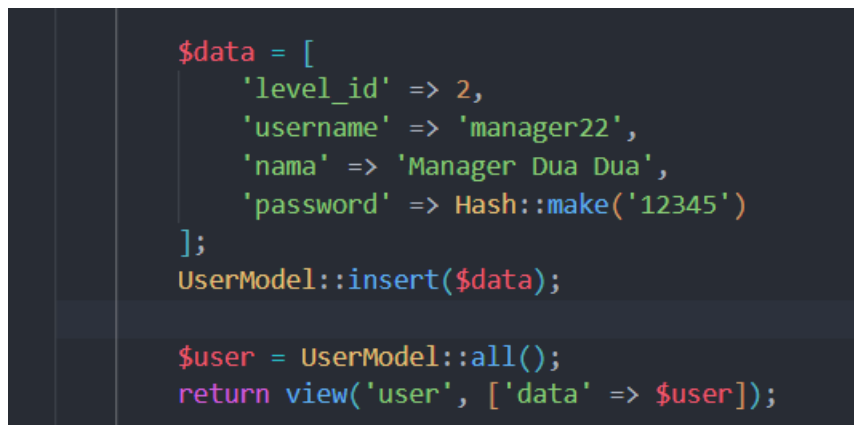 $data = [
'level_id' => 2,
'username' => 'manager22',
'nama' => 'Manager Dua Dua',
'password' => Hash::make('12345')
];
UserModel::insert($data);
$user = UserModel::all();
return view('user', ['data' => $user]);